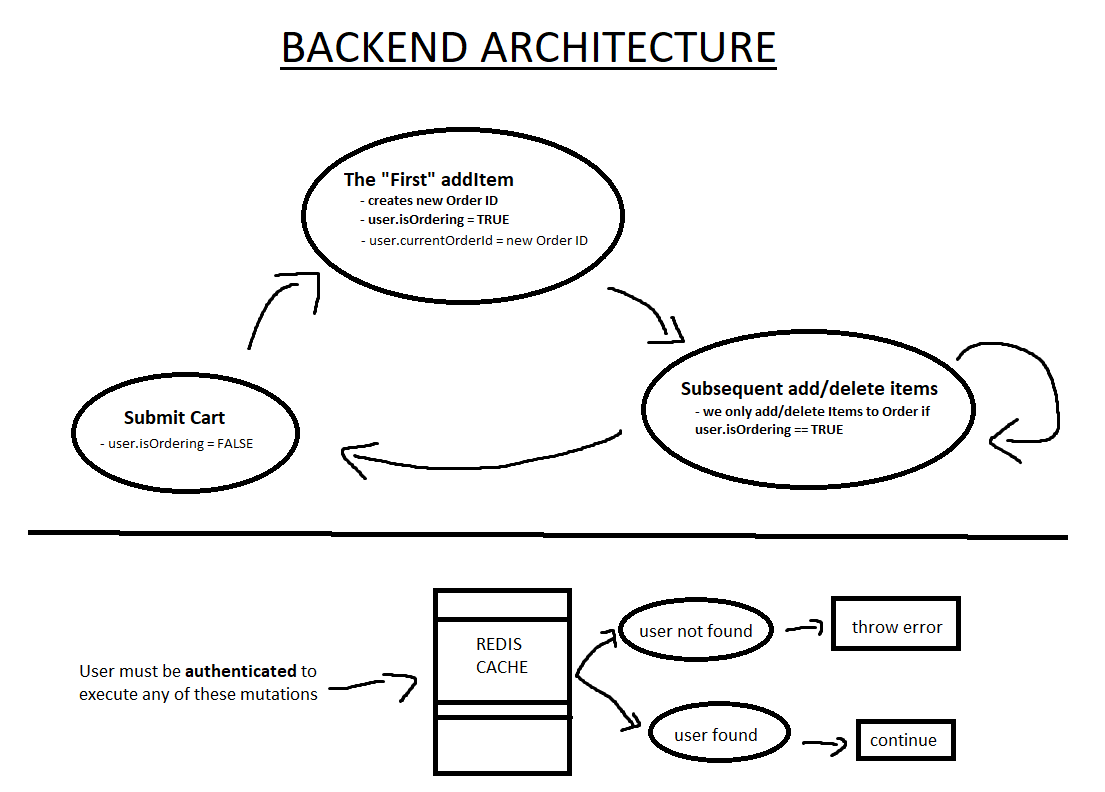 BACKEND ARCHITECTURE
The "First" addItem
- creates new Order ID
- user.isOrdering = TRUE
- user.currentOrderId = new Order ID
Subsequent add/delete items
- we only add/delete Items to Order if
user.isOrdering == TRUE
Submit Cart
- user.isOrdering = FALSE
User must be authenticated to
execute any of these mutations
REDIS
CACHE
user not found
throw error
user found
continue